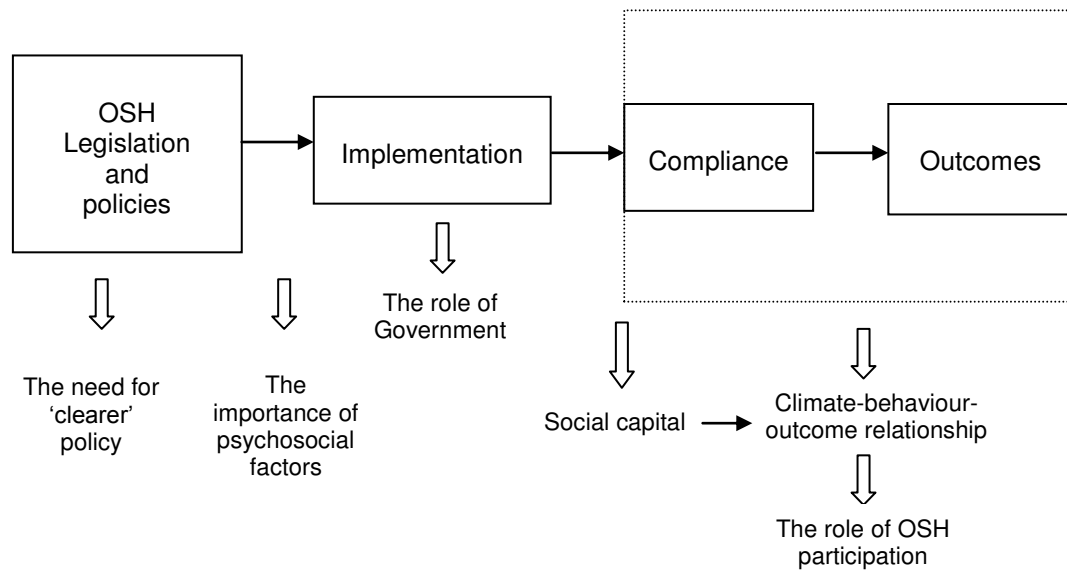 OSH
Legislation
and
policies
Implementation
Compliance
Outcomes
The need for
‘clearer’
policy
The
importance of
psychosocial
factors
The role of
Government
Social capital
Climate-behaviour-
outcome relationship
The role of OSH
participation